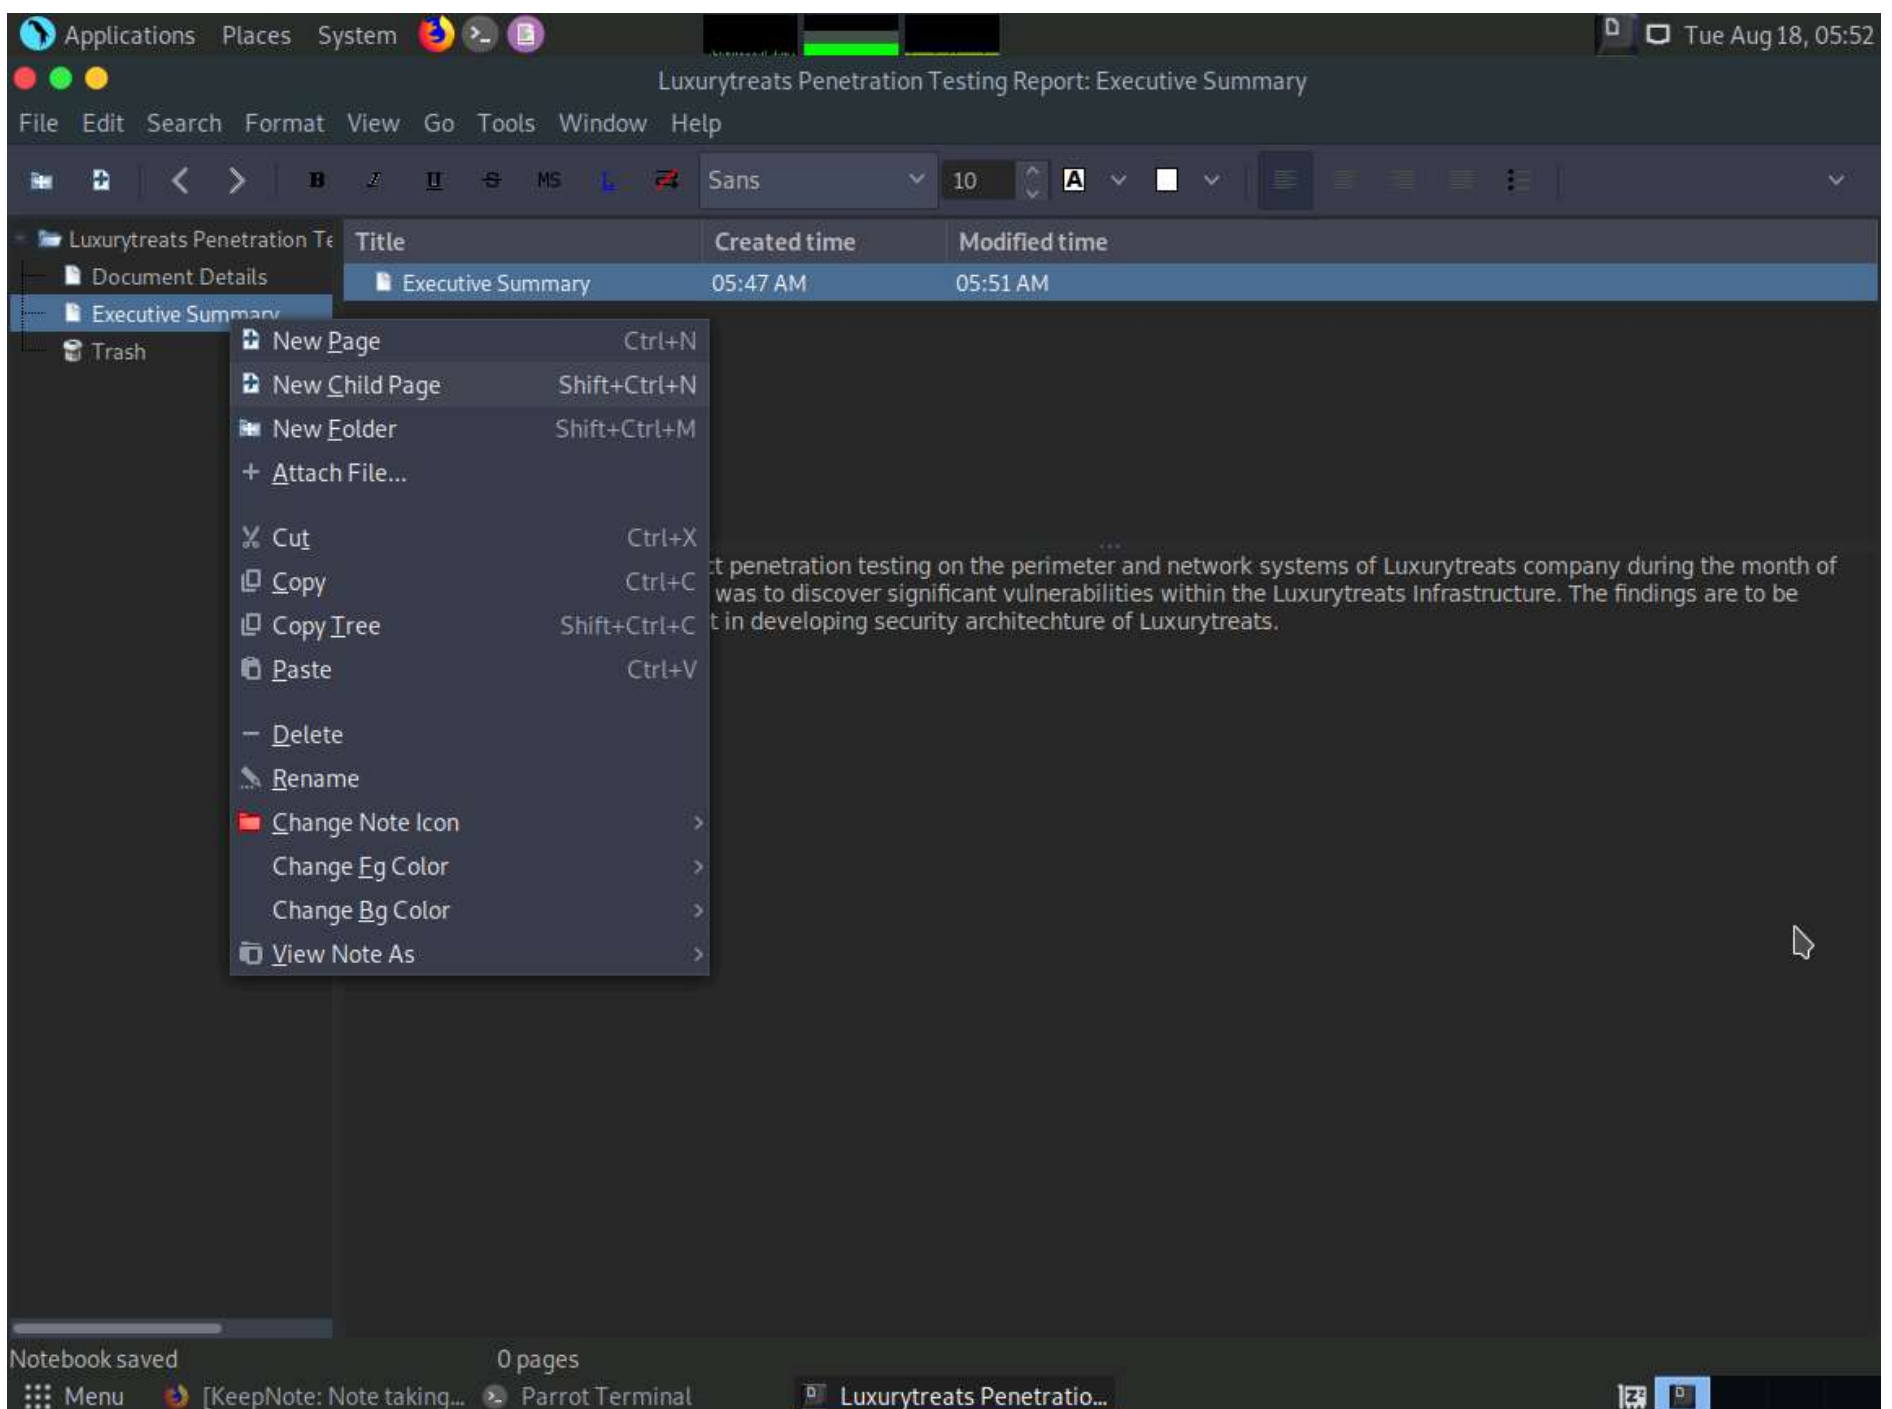 Applications Places System Tue Aug 18, 05:52
Luxurytreats Penetration Testing Report: Executive Summary
File Edit Search Format View Go Tools Window Help
B I U S MS L Sans 10 A
Luxurytreats Penetration Te Title Created time Modified time
Document Details
Executive Summary 05:47 AM 05:51 AM
Executive Summary
Trash
New Page Ctrl+N
New Child Page Shift+Ctrl+N
New Folder Shift+Ctrl+M
Attach File...
Cut Ctrl+X
Copy Ctrl+C
Copy Tree Shift+Ctrl+C
Paste Ctrl+V
Delete
Rename
Change Note Icon
Change Fg Color
Change Bg Color
View Note As
ct penetration testing on the perimeter and network systems of Luxurytreats company during the month of
was to discover significant vulnerabilities within the Luxurytreats Infrastructure. The findings are to be
t in developing security architechture of Luxurytreats.
Notebook saved 0 pages
Menu [KeepNote: Note taking... Parrot Terminal Luxurytreats Penetratio...